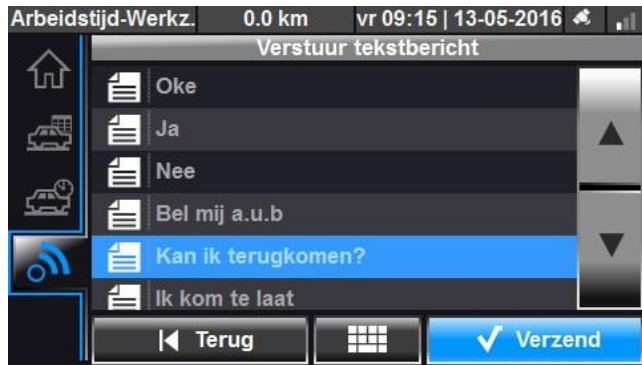 Arbeidstijd-Werkz. 0.0 km vr 09:15 | 13-05-2016
Verstuur tekstbericht
Oke
Ja
Nee
Bel mij a.u.b
Kan ik terugkomen?
Ik kom te laat
Terug Verzend